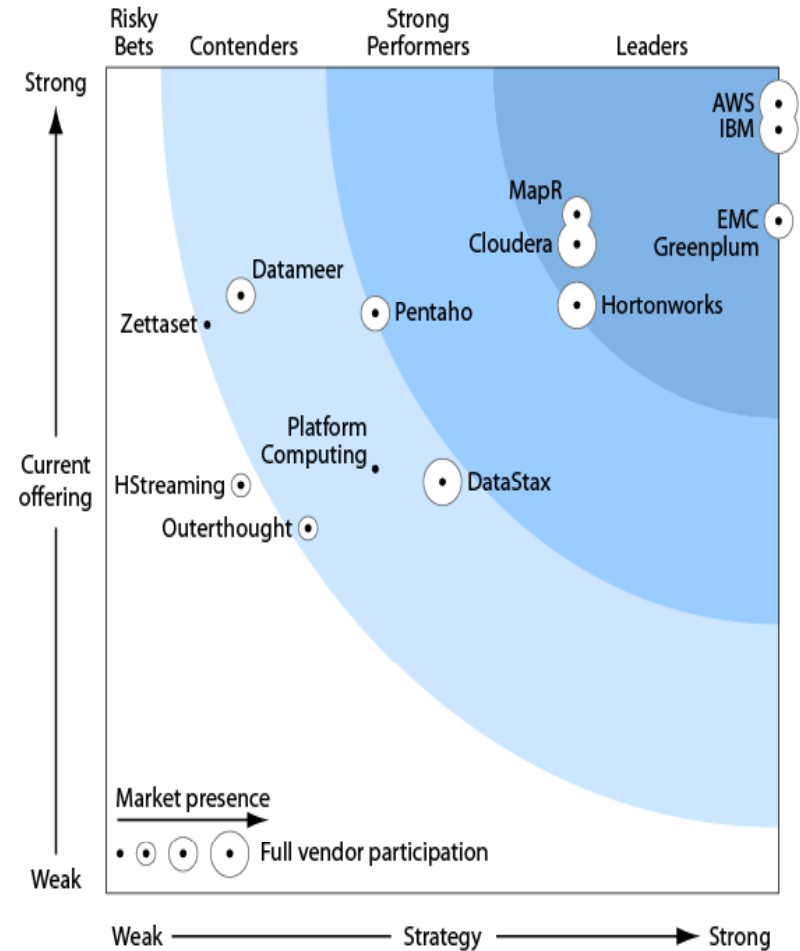 Risky
Bets
Contenders
Strong
Performers
Leaders
Strong
AWS
IBM
MapR
EMC
Greenplum
Cloudera
Datameer
Hortonworks
Pentaho
Zettaset
Platform
Computing
Current
offering
HStreaming
DataStax
Outerthought
Market presence
Full vendor participation
Weak
Weak
Strategy
Strong